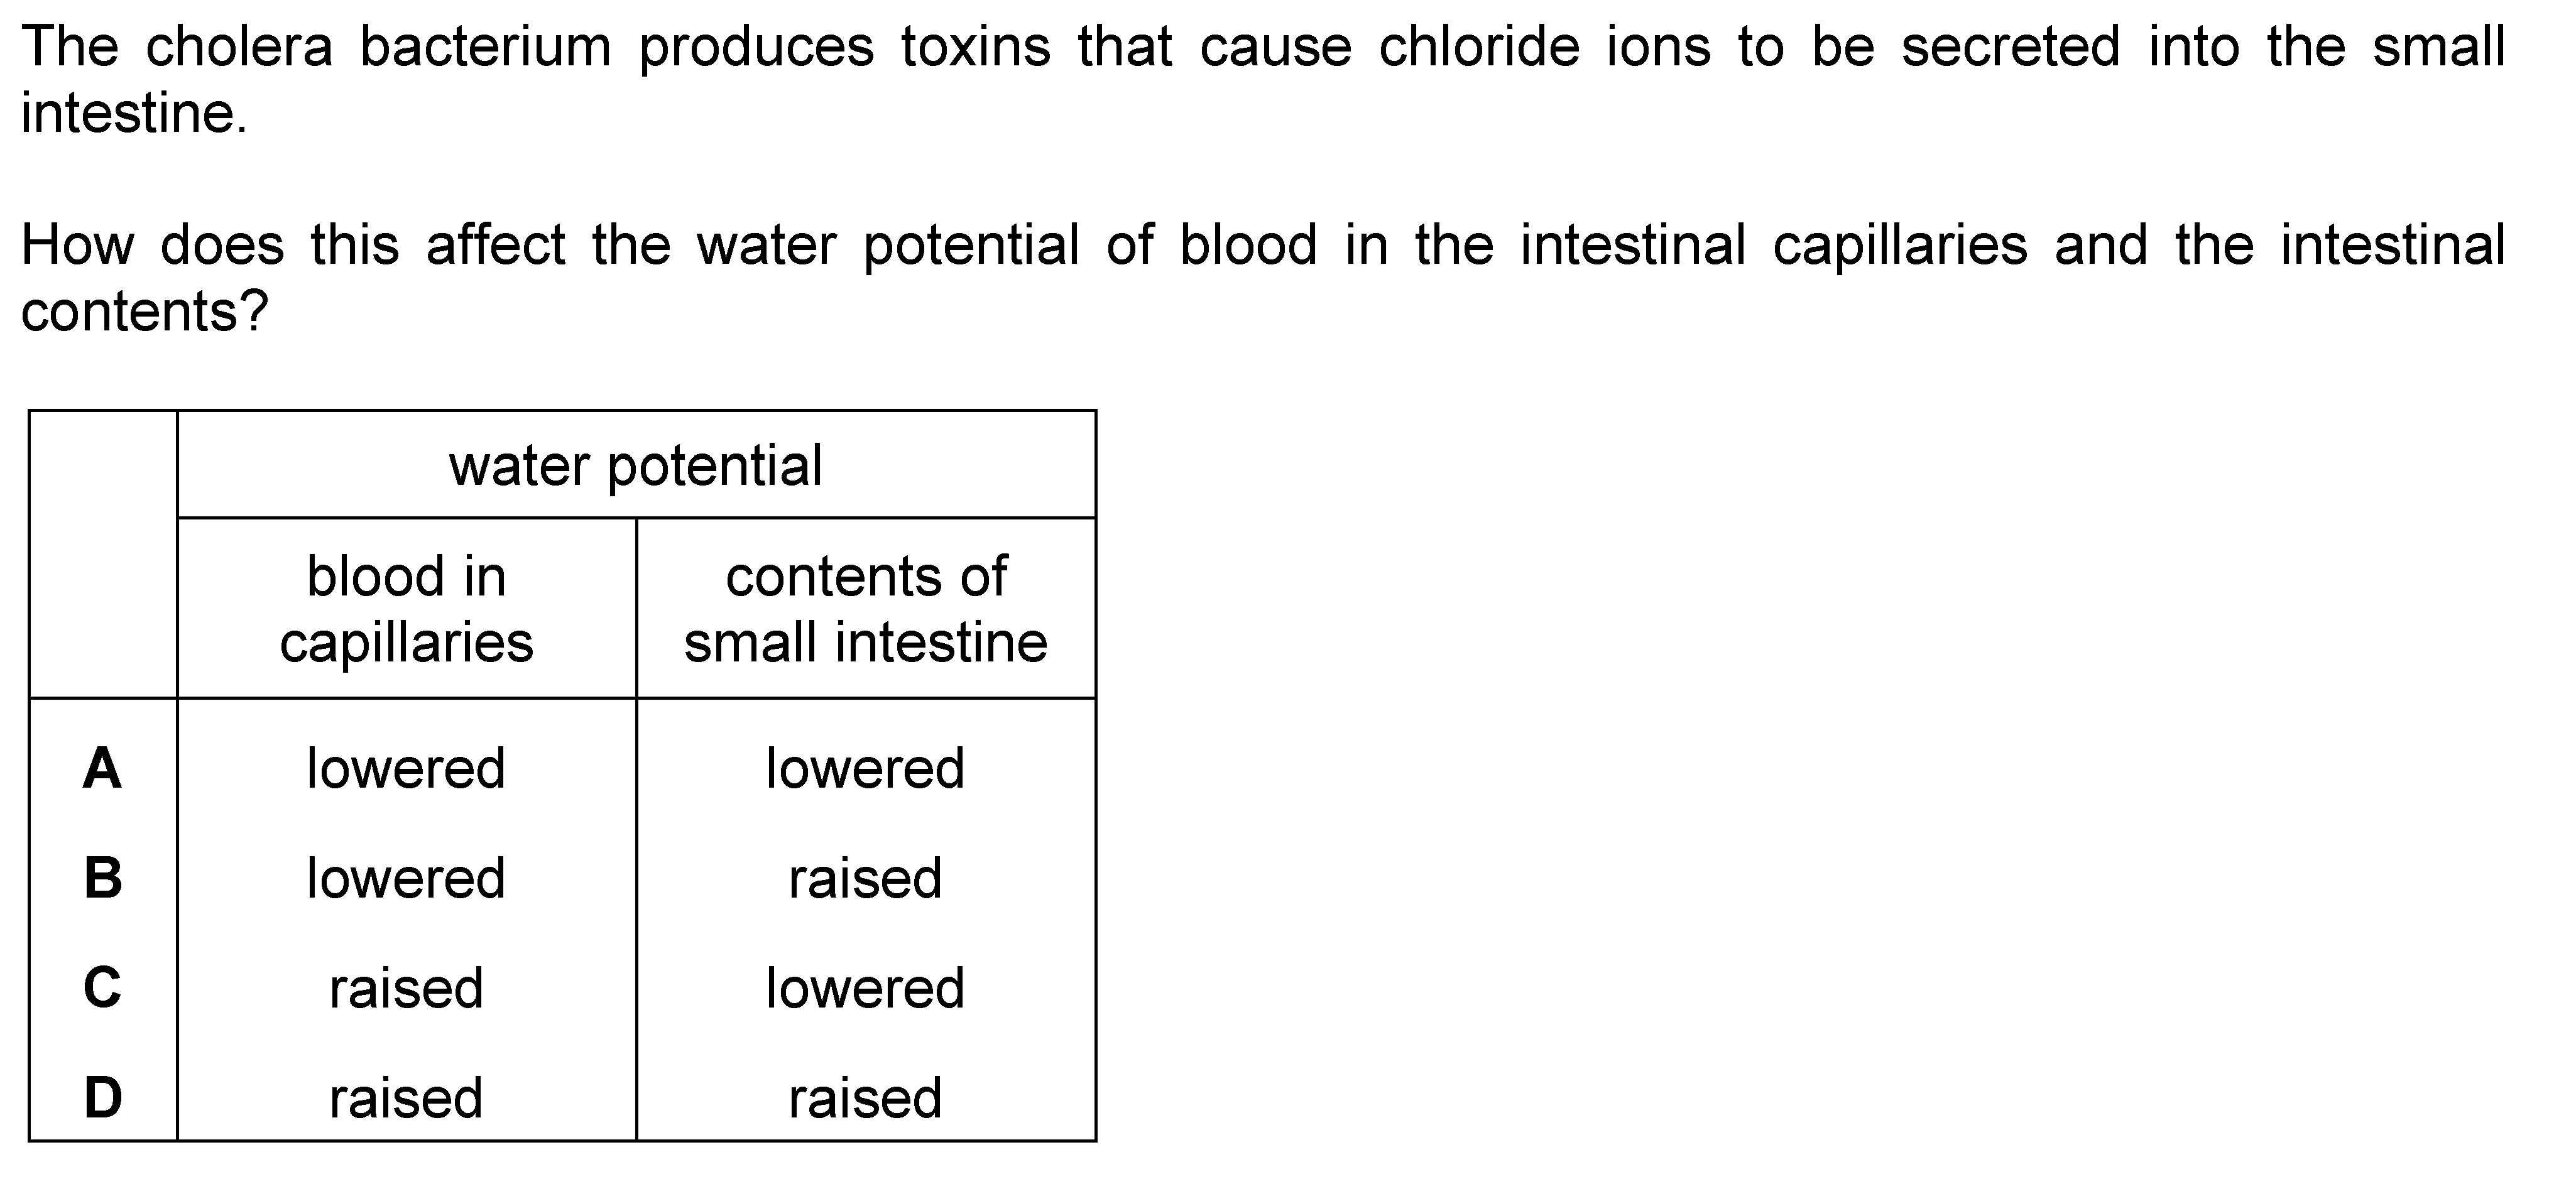 The cholera bacterium produces toxins that cause chloride ions to be secreted into the small
intestine.
How does this affect the water potential of blood in the intestinal capillaries and the intestinal
contents?
water potential
blood in capillaries contents of small intestine
A lowered lowered
B lowered raised
C raised lowered
D raised raised